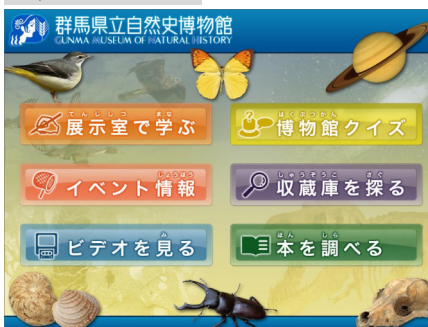 群馬県立自然史博物館
GUNMA MUSEUM OF NATURAL HISTORY
てんじしつ まな
展示室で学ぶ
はくぶつかん
博物館クイズ
じょうほう
イベント情報
しゅうぞうこ さぐ
収蔵庫を探る
み
ビデオを見る
ほん しら
本を調べる